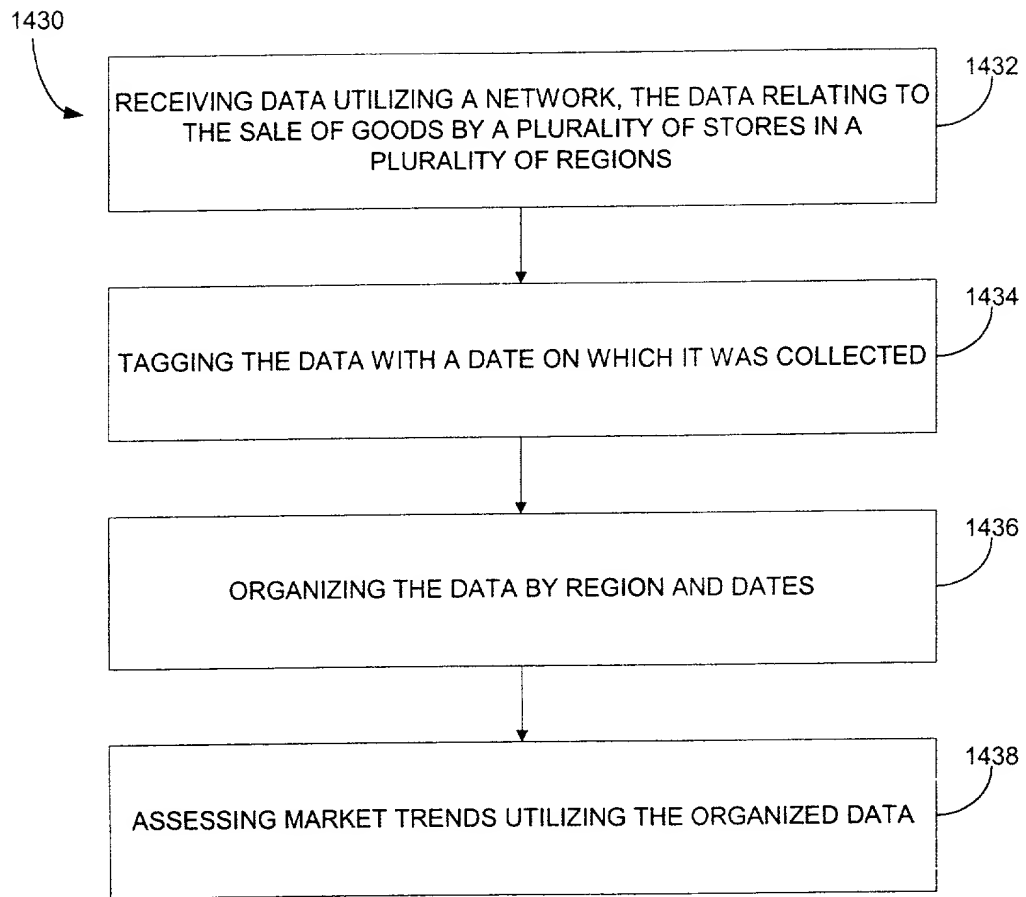 1430
1432
RECEIVING DATA UTILIZING A NETWORK, THE DATA RELATING TO
THE SALE OF GOODS BY A PLURALITY OF STORES IN A
PLURALITY OF REGIONS
1434
TAGGING THE DATA WITH A DATE ON WHICH IT WAS COLLECTED
1436
ORGANIZING THE DATA BY REGION AND DATES
1438
ASSESSING MARKET TRENDS UTILIZING THE ORGANIZED DATA